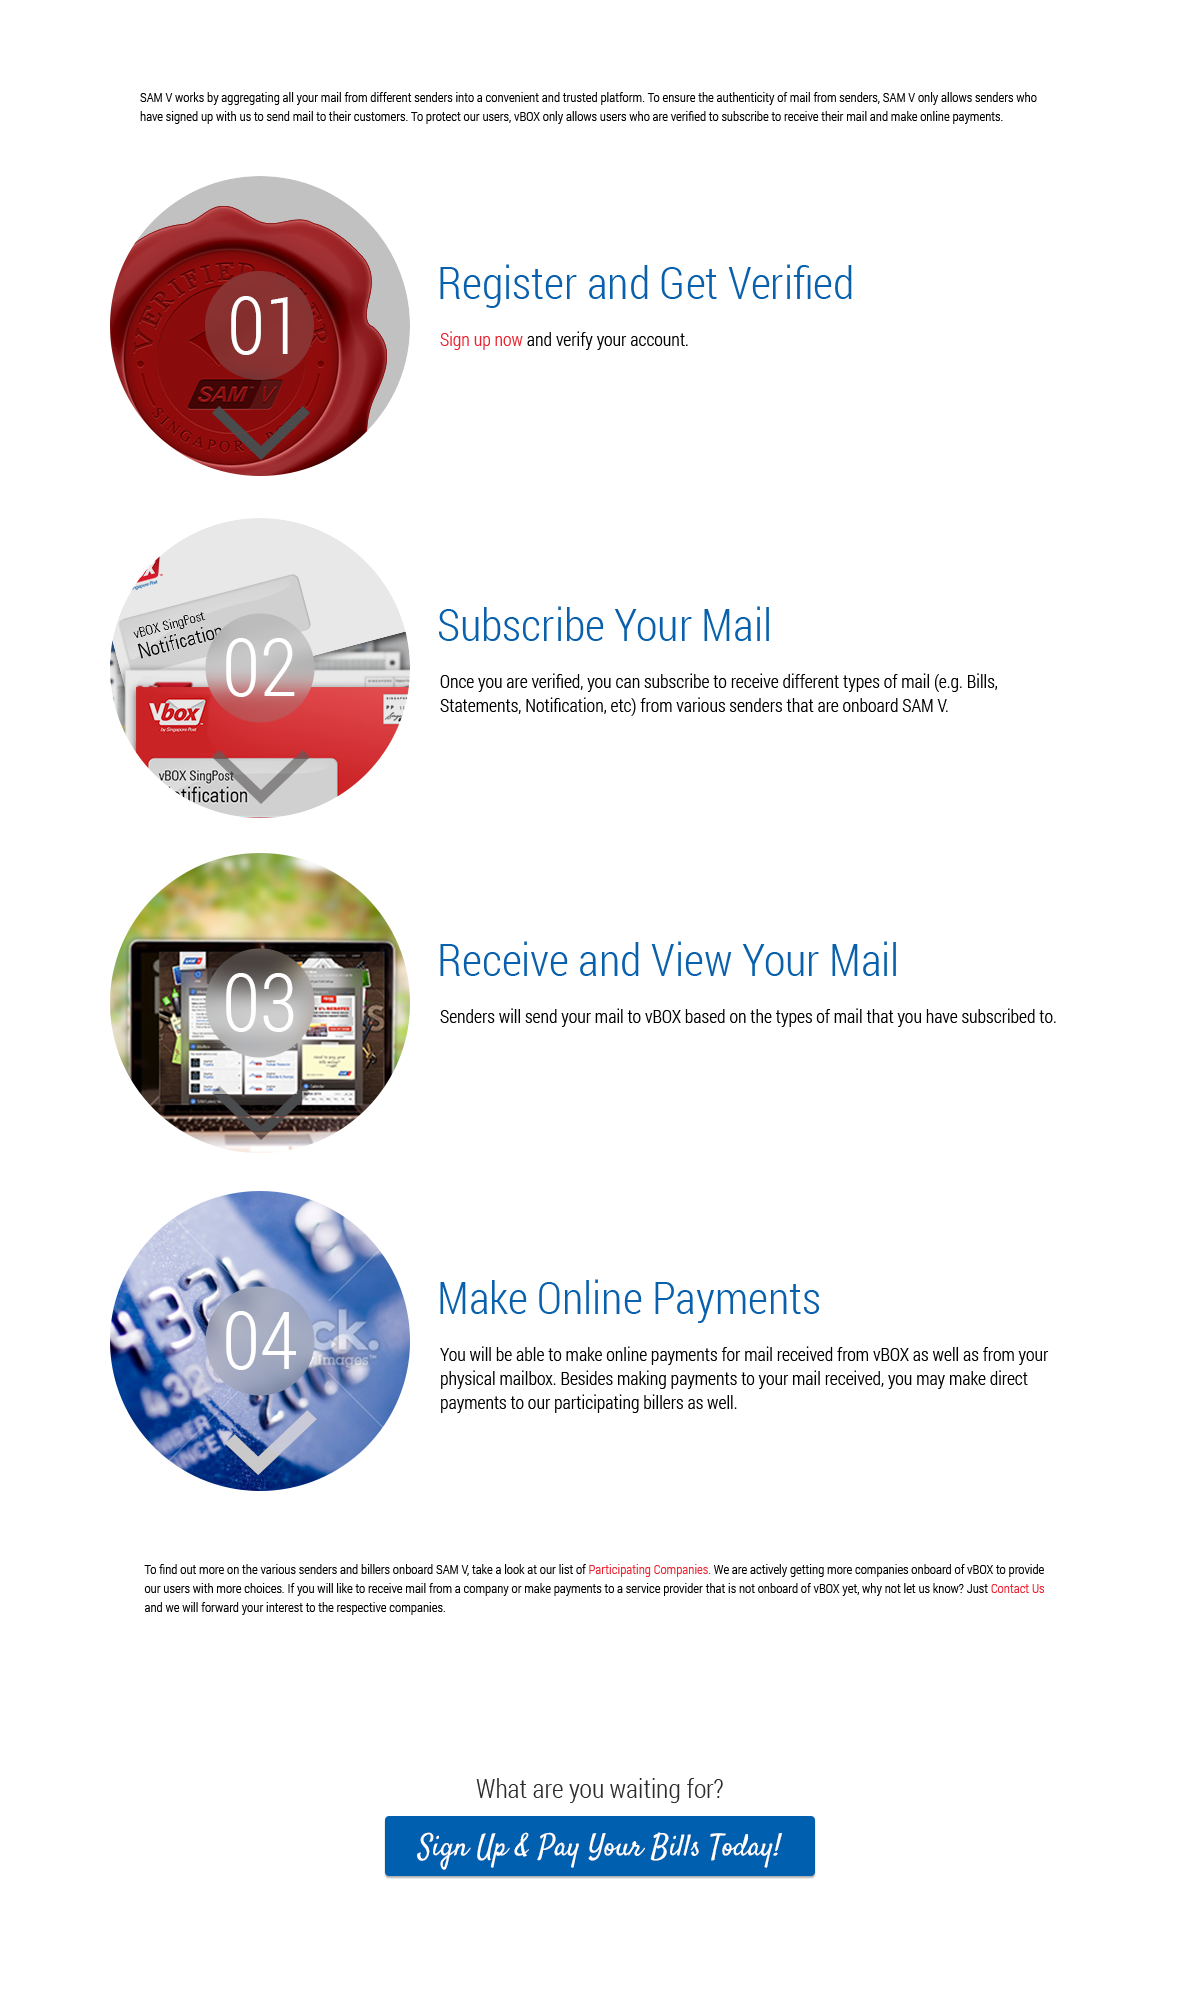 SAM V works by aggregating all your mail from different senders into a convenient and trusted platform. To ensure the authenticity of mail from senders, SAM V only allows senders who
have signed up with us to send mail to their customers. To protect our users, vBOX only allows users who are verified to subscribe to receive their mail and make online payments.
VERIFIED
01
SAM V
Register and Get Verified
Sign up now and verify your account.
vBOX SingPost
Notification
02
Vbox
by Singapore Post
vBOX SingPost
Subscribe Your Mail
Once you are verified, you can subscribe to receive different types of mail (e.g. Bills,
Statements, Notification, etc) from various senders that are onboard SAM V.
03
Receive and View Your Mail
Senders will send your mail to vBOX based on the types of mail that you have subscribed to.
04
Make Online Payments
You will be able to make online payments for mail received from vBOX as well as from your
physical mailbox. Besides making payments to your mail received, you may make direct
payments to our participating billers as well.
To find out more on the various senders and billers onboard SAM V, take a look at our list of Participating Companies. We are actively getting more companies onboard of vBOX to provide
our users with more choices. If you will like to receive mail from a company or make payments to a service provider that is not onboard of vBOX yet, why not let us know? Just Contact Us
and we will forward your interest to the respective companies.
What are you waiting for?
Sign Up & Pay Your Bills Today!